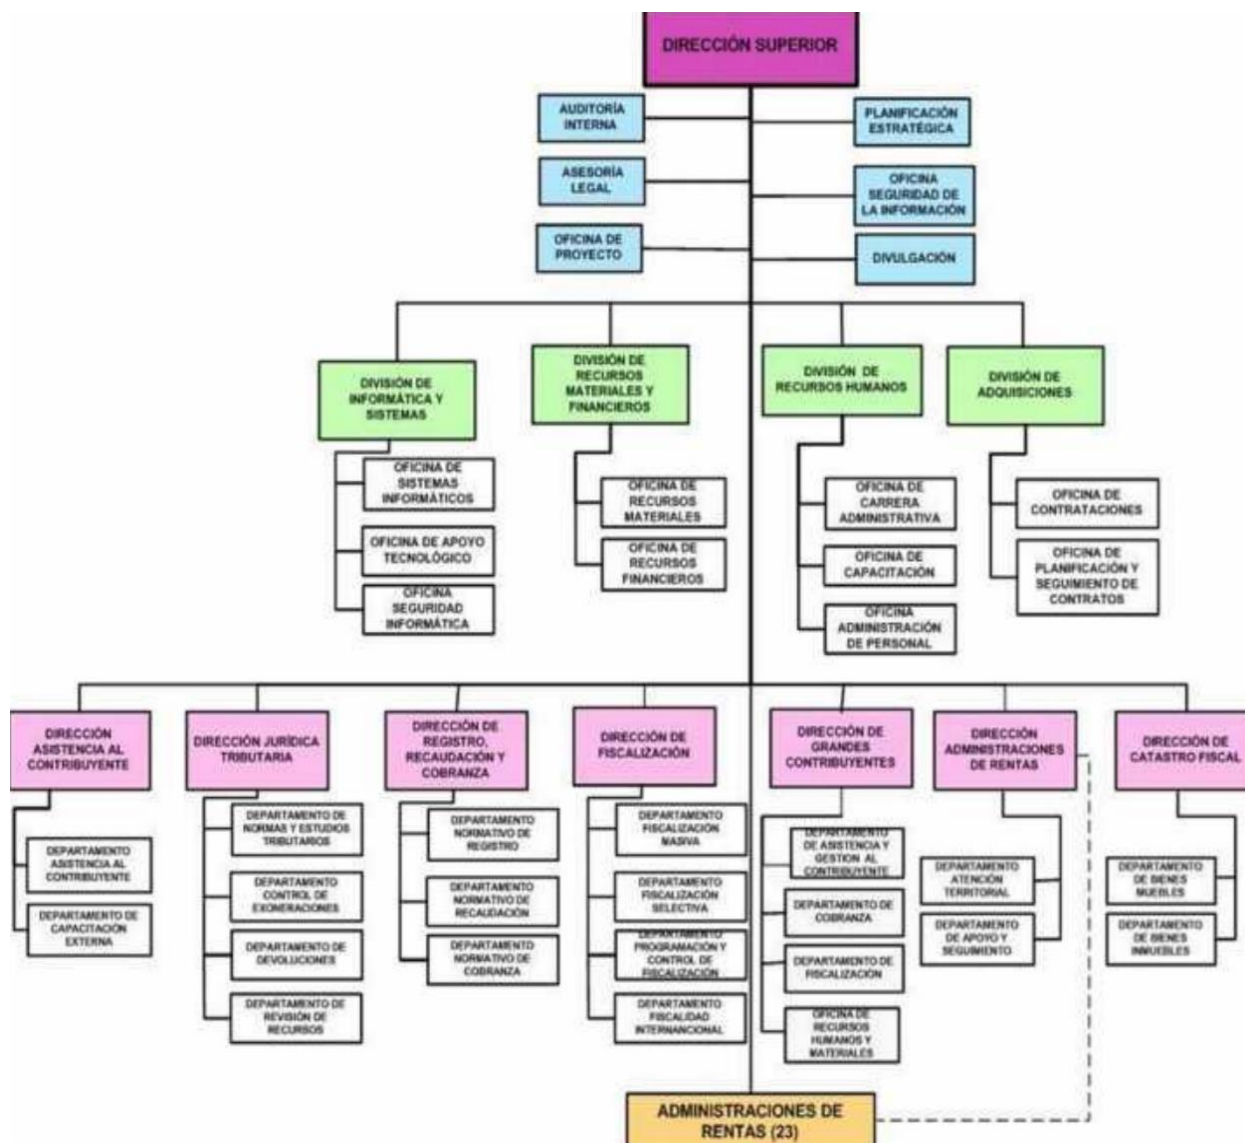 DIRECCIÓN SUPERIOR
AUDITORÍA
INTERNA
PLANIFICACIÓN
ESTRATÉGICA
ASESORÍA
LEGAL
OFICINA
SEGURIDAD DE
LA INFORMACIÓN
OFICINA DE
PROYECTO
DIVULGACIÓN
DIVISIÓN DE
INFORMÁTICA Y
SISTEMAS
DIVISIÓN DE
RECURSOS
MATERIALES Y
FINANCIEROS
DIVISIÓN DE
RECURSOS HUMANOS
DIVISIÓN DE
ADQUISICIONES
OFICINA DE
SISTEMAS
INFORMÁTICOS
OFICINA DE APOYO
TECNOLÓGICO
OFICINA
SEGURIDAD
INFORMÁTICA
OFICINA DE
RECURSOS
MATERIALES
OFICINA DE
RECURSOS
FINANCIEROS
OFICINA DE
CARRERA
ADMINISTRATIVA
OFICINA DE
CAPACITACIÓN
OFICINA
ADMINISTRACIÓN
DE PERSONAL
OFICINA DE
CONTRATACIONES
OFICINA DE
PLANIFICACIÓN Y
SEGUIMIENTO DE
CONTRATOS
DIRECCIÓN
ASISTENCIA AL
CONTRIBUYENTE
DIRECCIÓN JURÍDICA
TRIBUTARIA
DIRECCIÓN DE
REGISTRO,
RECAUDACIÓN Y
COBRANZA
DIRECCIÓN DE
FISCALIZACIÓN
DIRECCIÓN DE
GRANDES
CONTRIBUYENTES
DIRECCIÓN
ADMINISTRACIONES
DE RENTAS
DIRECCIÓN DE
CATASTRO FISCAL
DEPARTAMENTO
ASISTENCIA AL
CONTRIBUYENTE
DEPARTAMENTO DE
CAPACITACIÓN
EXTERNA
DEPARTAMENTO DE
NORMAS Y ESTUDIOS
TRIBUTARIOS
DEPARTAMENTO
CONTROL DE
EXONERACIONES
DEPARTAMENTO DE
DEVOLUCIONES
DEPARTAMENTO DE
REVISIÓN DE
RECURSOS
DEPARTAMENTO
NORMATIVO DE
REGISTRO
DEPARTAMENTO
NORMATIVO DE
RECAUDACIÓN
DEPARTAMENTO
NORMATIVO DE
COBRANZA
DEPARTAMENTO
FISCALIZACIÓN
MASIVA
DEPARTAMENTO
FISCALIZACIÓN
SELECTIVA
DEPARTAMENTO
PROGRAMACIÓN Y
CONTROL DE
FISCALIZACIÓN
DEPARTAMENTO
FISCALIDAD
INTERNANCIONAL
DEPARTAMENTO
DE ASISTENCIA Y
GESTION AL
CONTRIBUYENTE
DEPARTAMENTO DE
COBRANZA
DEPARTAMENTO DE
FISCALIZACIÓN
OFICINA DE
RECURSOS
HUMANOS Y
MATERIALES
DEPARTAMENTO
ATENCIÓN
TERRITORIAL
DEPARTAMENTO
DE APOYO Y
SEGUIMIENTO
DEPARTAMENTO
DE BIENES
MUEBLES
DEPARTAMENTO
DE BIENES
INMUEBLES
ADMINISTRACIONES DE
RENTAS (23)